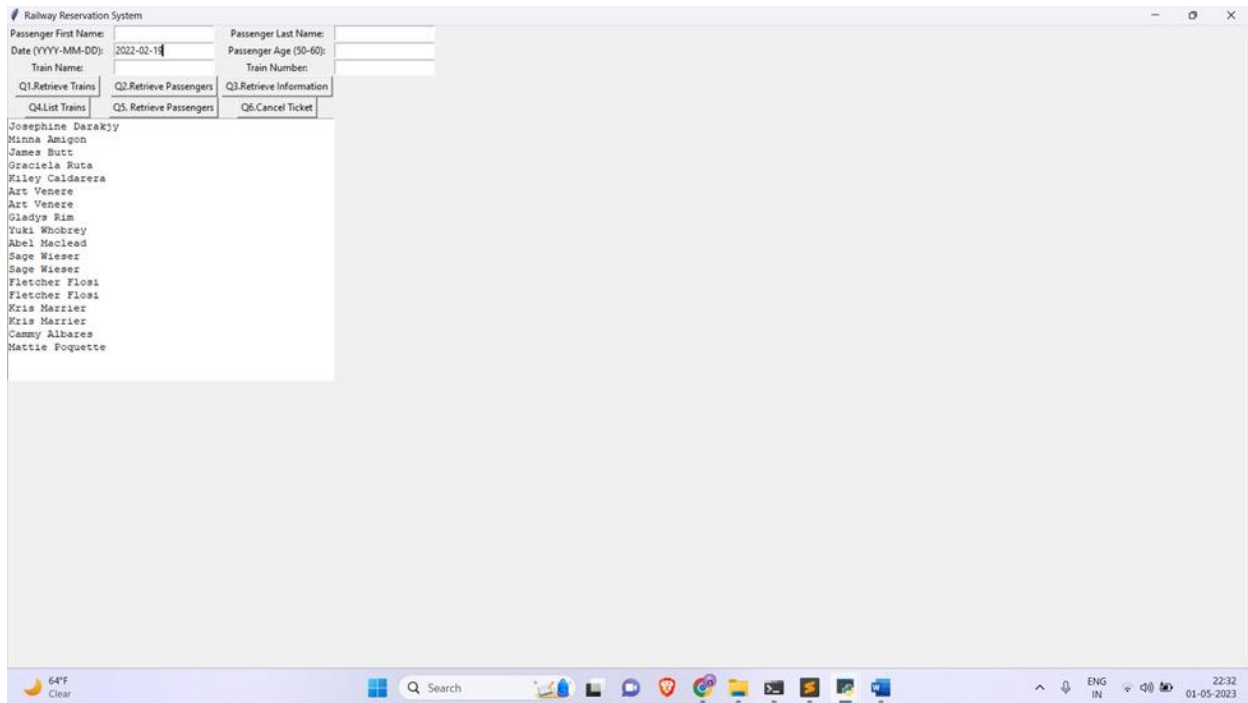 Railway Reservation System
Passenger First Name: Passenger Last Name:
Date (YYYY-MM-DD): 2022-02-19 Passenger Age (50-60):
Train Name: Train Number:
Q1.Retrieve Trains Q2.Retrieve Passengers Q3.Retrieve Information
Q4.List Trains Q5. Retrieve Passengers Q6.Cancel Ticket
Josephine Darakjy
Minna Amigon
James Butt
Graciela Ruta
Kiley Caldarera
Art Venere
Art Venere
Gladys Rim
Yuki Whobrey
Abel Maclead
Sage Wieser
Sage Wieser
Fletcher Flosi
Fletcher Flosi
Kris Marrier
Kris Marrier
Cammy Albares
Mattie Poquette
64°F
Clear
Search
ENG
IN
22:32
01-05-2023